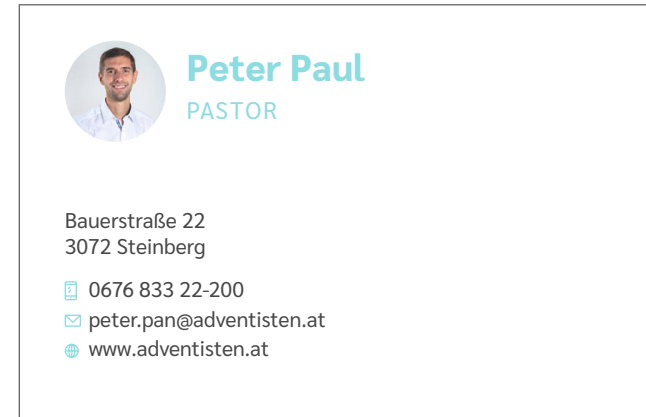 Peter Paul
PASTOR
Bauerstraße 22
3072 Steinberg
0676 833 22-200
peter.pan@adventisten.at
www.adventisten.at